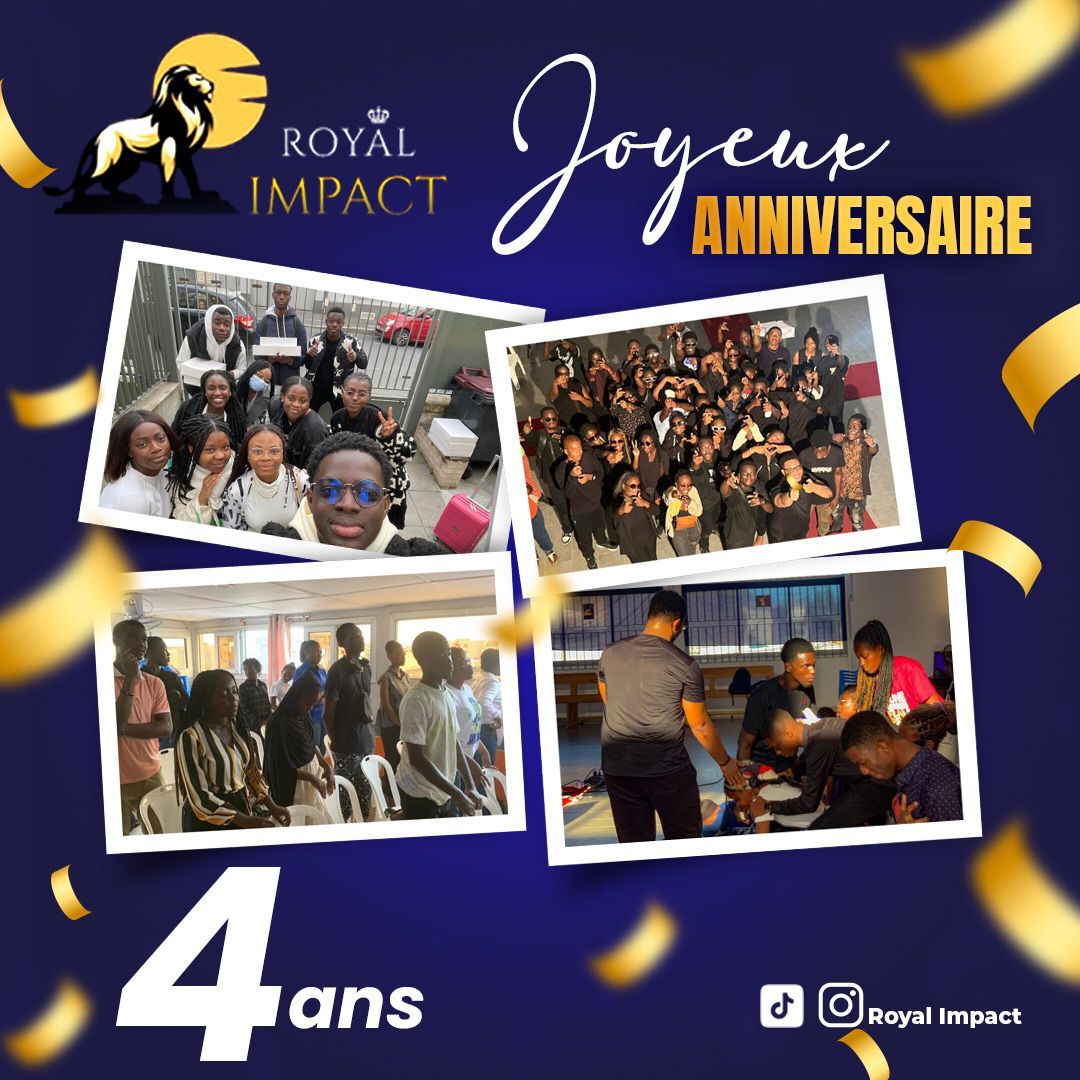 ROYAL
IMPACT
Joyeux
ANNIVERSAIRE
4 ans
Royal Impact